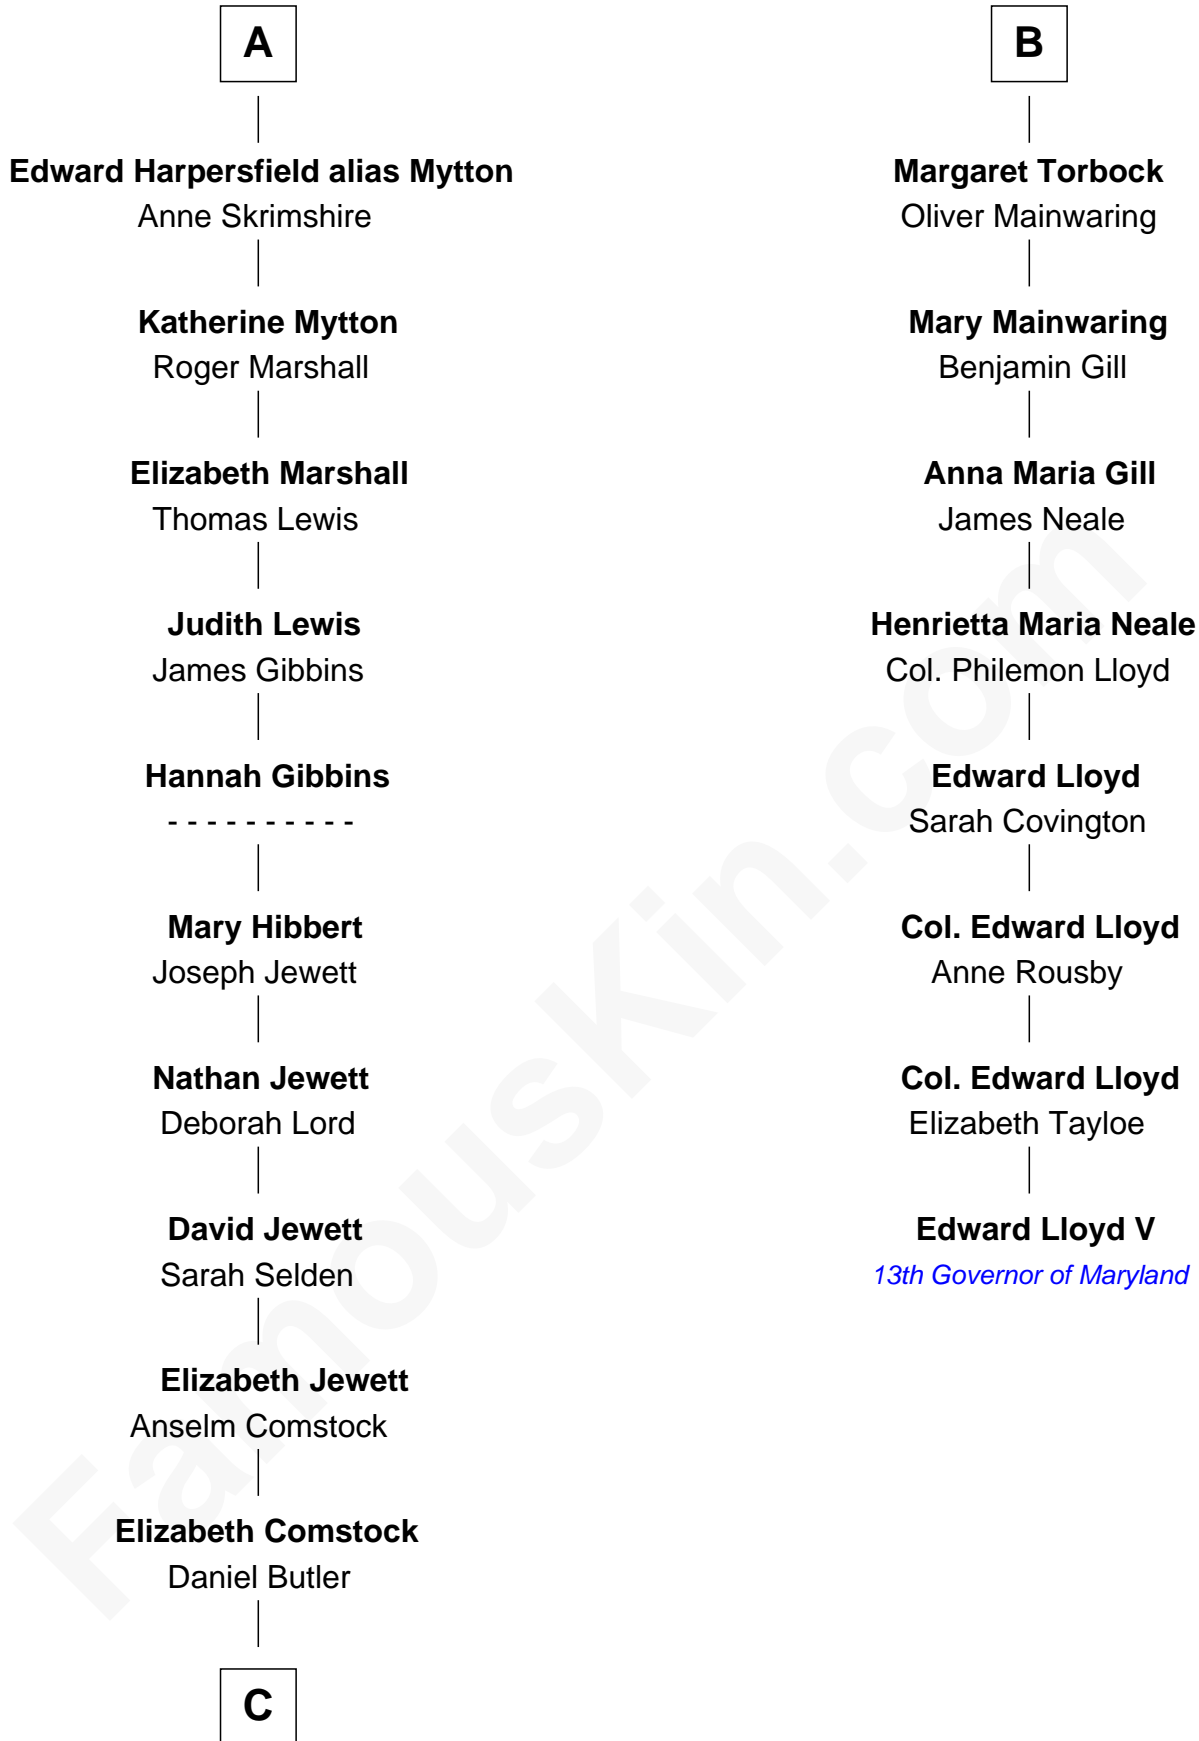 A
Edward Harpersfield alias Mytton
Anne Skrimshire
Katherine Mytton
Roger Marshall
Elizabeth Marshall
Thomas Lewis
Judith Lewis
James Gibbins
Hannah Gibbins
- - - - - - - - - -
Mary Hibbert
Joseph Jewett
Nathan Jewett
Deborah Lord
David Jewett
Sarah Selden
Elizabeth Jewett
Anselm Comstock
Elizabeth Comstock
Daniel Butler
C
B
Margaret Torbock
Oliver Mainwaring
Mary Mainwaring
Benjamin Gill
Anna Maria Gill
James Neale
Henrietta Maria Neale
Col. Philemon Lloyd
Edward Lloyd
Sarah Covington
Col. Edward Lloyd
Anne Rousby
Col. Edward Lloyd
Elizabeth Tayloe
Edward Lloyd V
13th Governor of Maryland
FamousKin.com